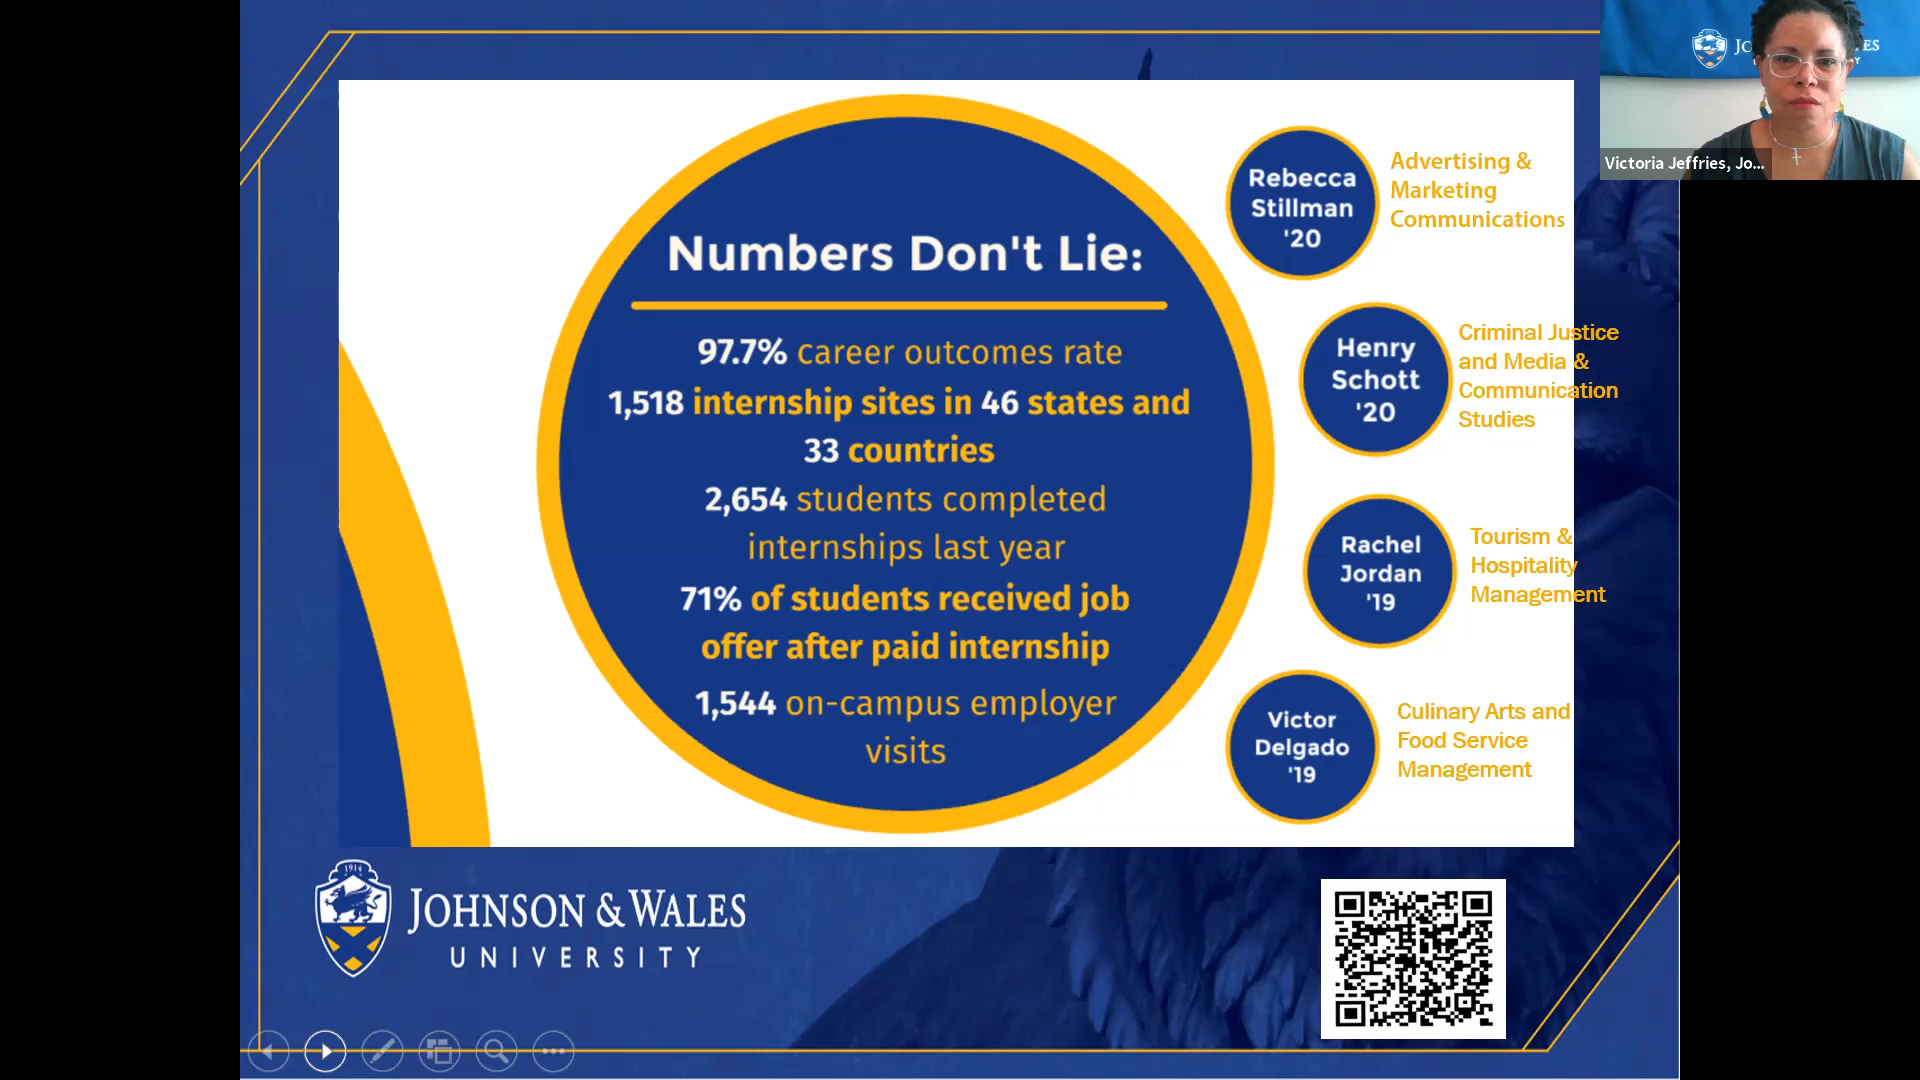 Numbers Don't Lie:
97.7% career outcomes rate
1,518 internship sites in 46 states and
33 countries
2,654 students completed
internships last year
71% of students received job
offer after paid internship
1,544 on-campus employer
visits
Rebecca
Stillman
'20
Advertising &
Marketing
Communications
Henry
Schott
'20
Criminal Justice
and Media &
Communication
Studies
Rachel
Jordan
'19
Tourism &
Hospitality
Management
Victor
Delgado
'19
Culinary Arts and
Food Service
Management
1914
JOHNSON & WALES
UNIVERSITY
Victoria Jeffries, Jo...